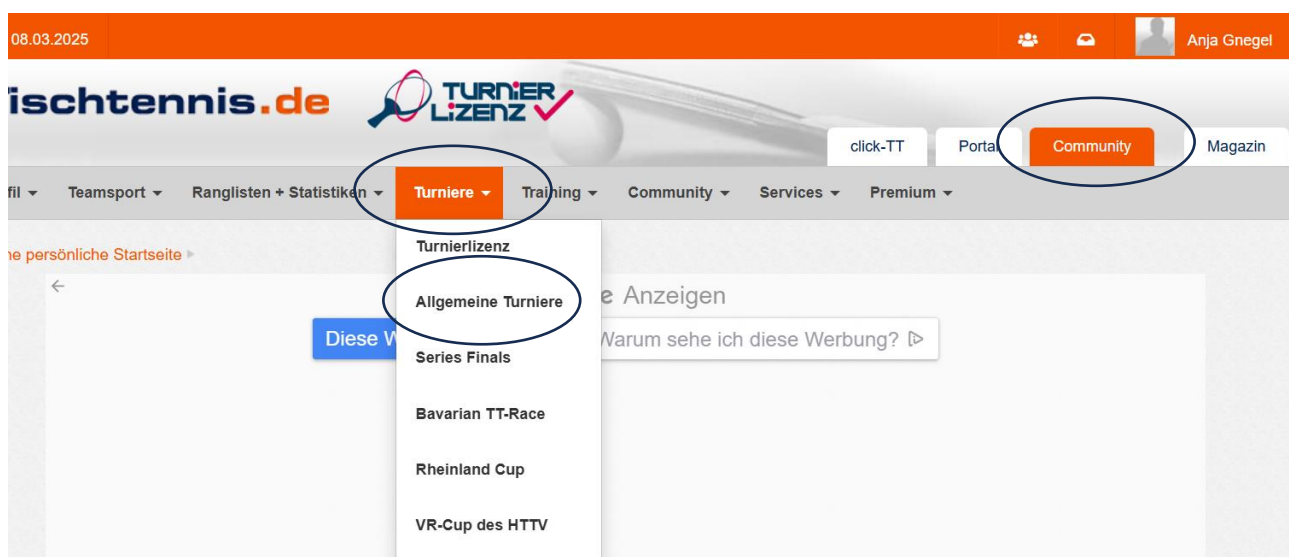 08.03.2025
Anja Gnegel
ischtennis.de
TURNiER
LiZENZ
click-TT Portal Community Magazin
fil Teamsport Ranglisten + Statistiken Turniere Training Community Services Premium
ne persönliche Startseite
Turnierlizenz
Allgemeine Turniere
e Anzeigen
Diese W Warum sehe ich diese Werbung?
Series Finals
Bavarian TT-Race
Rheinland Cup
VR-Cup des HTTV